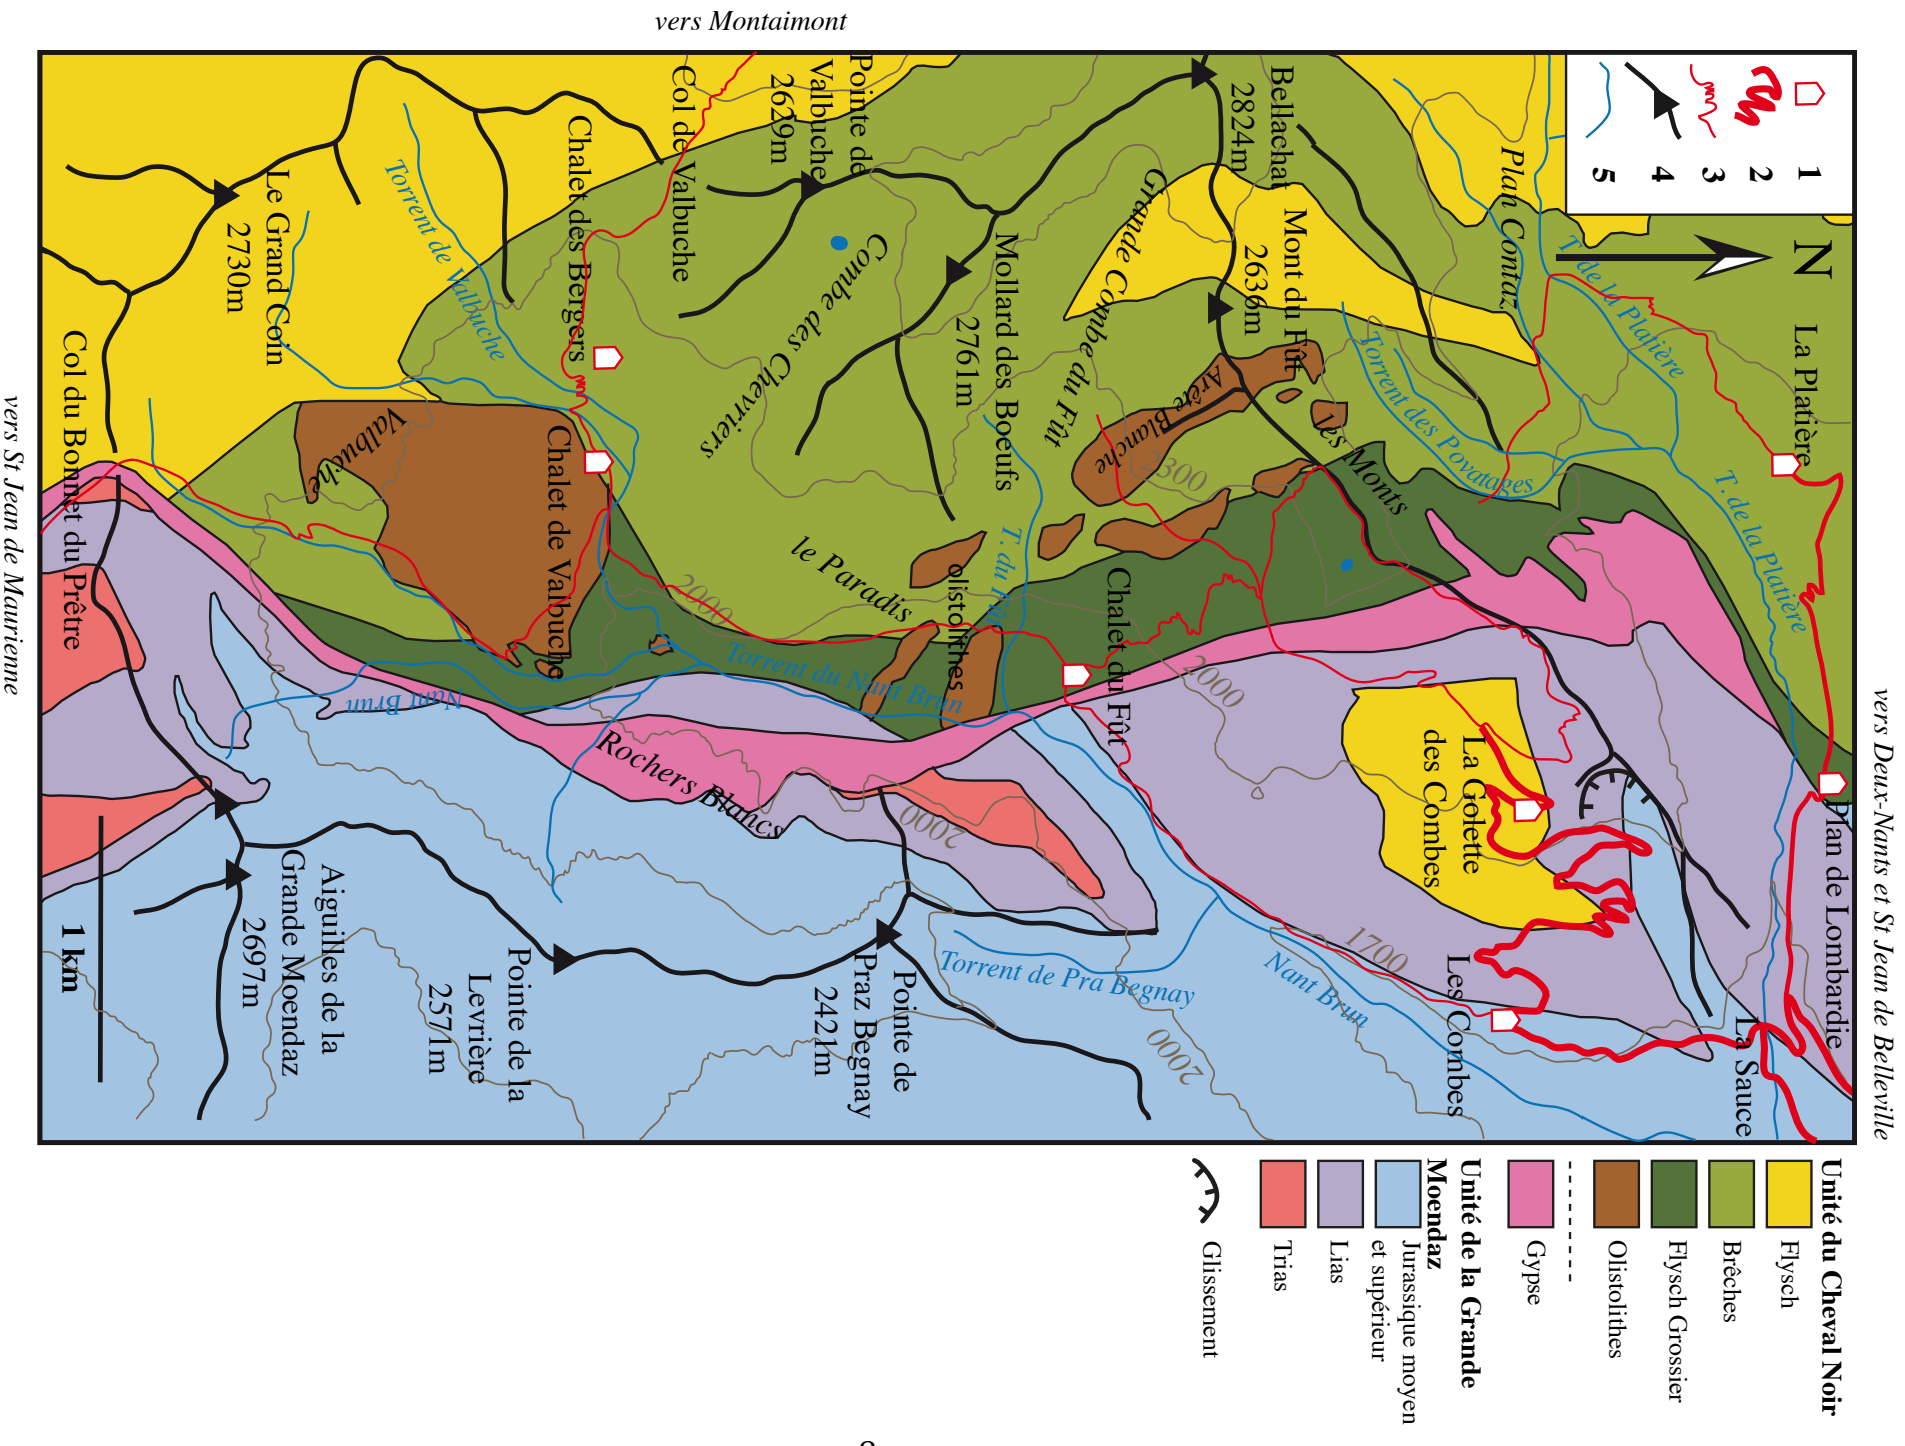 vers Montaimont
vers St Jean de Maurienne
vers Deux-Nants et St Jean de Belleville
1
2
3
4
5
N
La Platière
T. de la Platière
T. de la Platière
Plan Contaz
Bellachat
2824m
Mont du Fût
2636m
Torrent des Povatages
Les Monts
Grande Combe du Fût
Arête Blanche
2300
Pointe de
Valbuche
2629m
Col de Valbuche
Combe des Chevriers
Mollard des Boeufs
2761m
Chalet des Bergers
Torrent de Valbuche
Le Grand Coin
2730m
Col du Bonnet du Prêtre
Valbuche
Chalet de Valbuche
le Paradis
olistolithes
T. du Fût
Chalet du Fût
2000
2000
Torrent du Nant Brun
Nant Brun
Rochers Blancs
2000
La Golette
des Combes
Plan de Lombardie
1700
Les Combes
La Sauce
Nant Brun
Torrent de Pra Begnay
2000
Pointe de
Praz Begnay
2421m
Pointe de la
Levrière
2571m
Aiguilles de la
Grande Moendaz
2697m
1 km
Unité du Cheval Noir
Flysch
Brêches
Flysch Grossier
Olistolithes
Gypse
Unité de la Grande
Moendaz
Jurassique moyen
et supérieur
Lias
Trias
Glissement